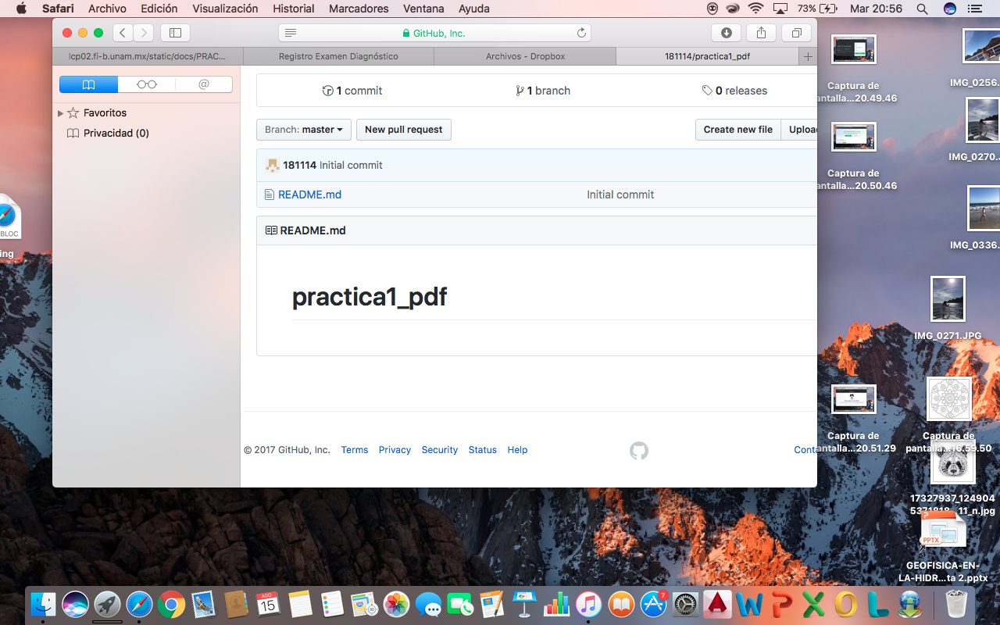 Safari Archivo Edición Visualización Historial Marcadores Ventana Ayuda 73% Mar 20:56
GitHub, Inc.
lcp02.fi-b.unam.mx/static/docs/PRAC... Registro Examen Diagnóstico Archivos - Dropbox 181114/practica1_pdf
Favoritos
Privacidad (0)
1 commit 1 branch 0 releases
Branch: master New pull request Create new file Uploa
181114 Initial commit
README.md Initial commit
README.md
practica1_pdf
© 2017 GitHub, Inc. Terms Privacy Security Status Help Conta
BLOC
ing
Captura de
antalla...20.49.46
Captura de
antalla...20.50.46
Captura de
pantalla...20.51.29
IMG_0256.
IMG_0270.J
IMG_0336.
IMG_0271.JPG
Captura de
pantalla...16.59.50
17327937_124904
5371818...11_n.jpg
PPTX
GEOFISICA-EN-
LA-HIDR...ta 2.pptx
AGO
15
7